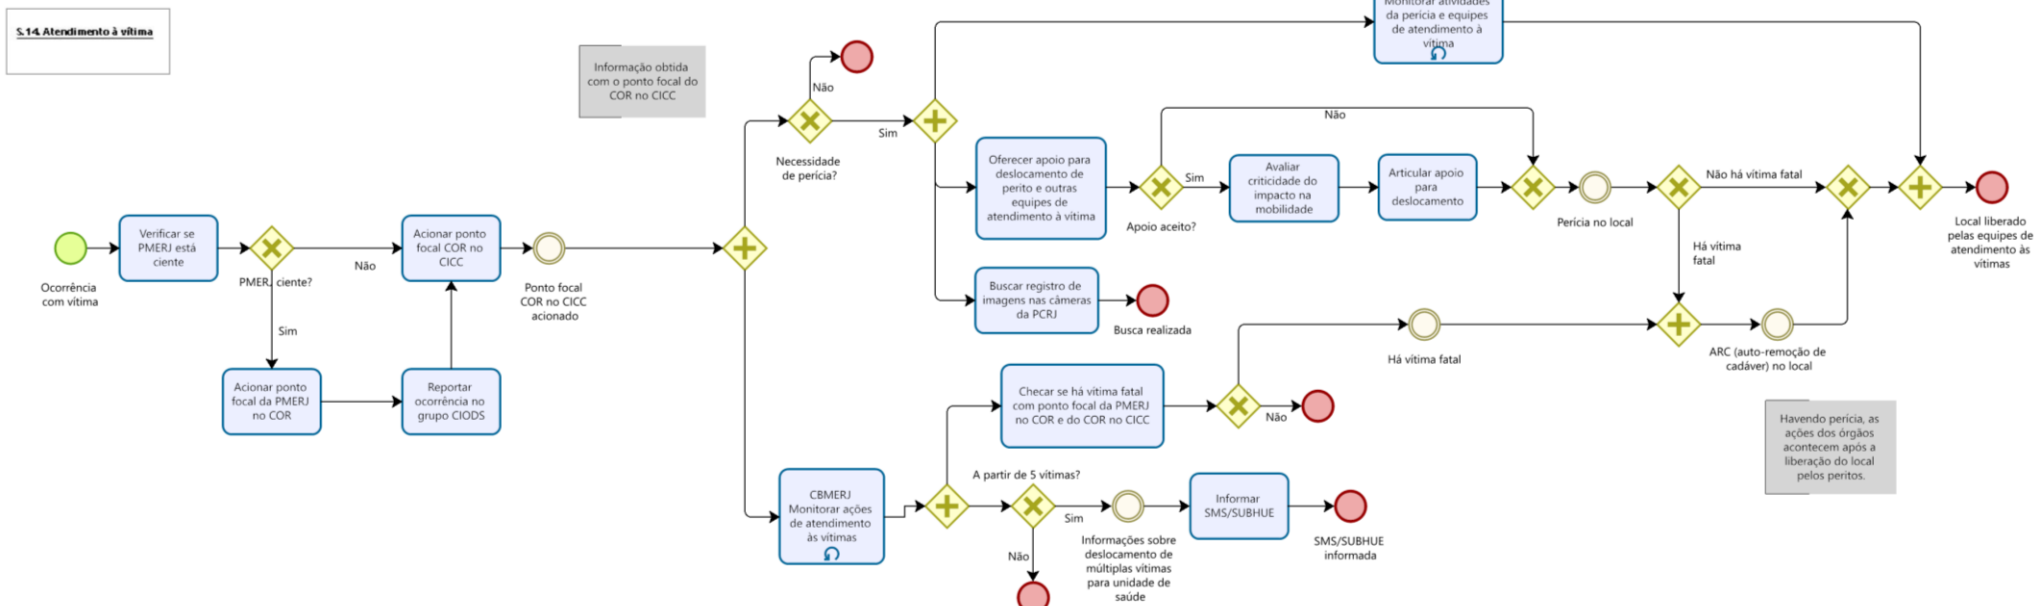 S.14. Atendimento à vítima
Informação obtida
com o ponto focal do
COR no CICC
Monitorar atividades
da perícia e equipes
de atendimento à
vítima
Não
Sim
Necessidade
de perícia?
Oferecer apoio para
deslocamento de
perito e outras
equipes de
atendimento à vítima
Não
Sim
Apoio aceito?
Avaliar
criticidade do
impacto na
mobilidade
Articular apoio
para
deslocamento
Perícia no local
Não há vítima fatal
Há vítima
fatal
Local liberado
pelas equipes de
atendimento às
vítimas
Ocorrência
com vítima
Verificar se
PMERJ está
ciente
PMERJ ciente?
Não
Sim
Acionar ponto
focal COR no
CICC
Ponto focal
COR no CICC
acionado
Acionar ponto
focal da PMERJ
no COR
Reportar
ocorrência no
grupo CIODS
Buscar registro de
imagens nas câmeras
da PCRJ
Busca realizada
Checar se há vítima fatal
com ponto focal da PMERJ
no COR e do COR no CICC
Não
Há vítima fatal
ARC (auto-remoção de
cadáver) no local
Havendo perícia, as
ações dos órgãos
acontecem após a
liberação do local
pelos peritos.
CBMERJ
Monitorar ações
de atendimento
às vítimas
A partir de 5 vítimas?
Sim
Não
Informações sobre
deslocamento de
múltiplas vítimas
para unidade de
saúde
Informar
SMS/SUBHUE
SMS/SUBHUE
informada